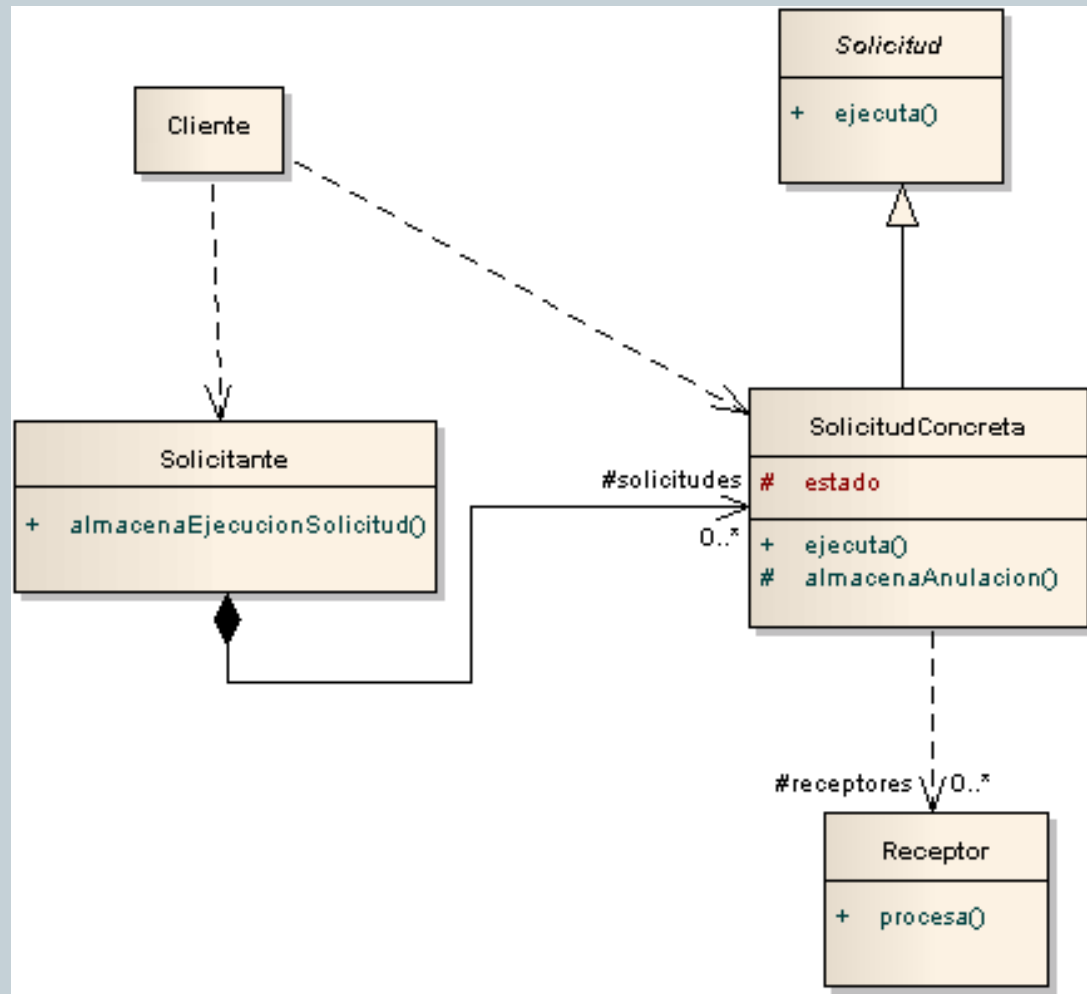 Solicitud
+ ejecuta()
Cliente
SolicitudConcreta
# estado
+ ejecuta()
# almacenaAnulacion()
Solicitante
+ almacenaEjecucionSolicitud()
#solicitudes
0..*
#receptores 0..*
Receptor
+ procesa()